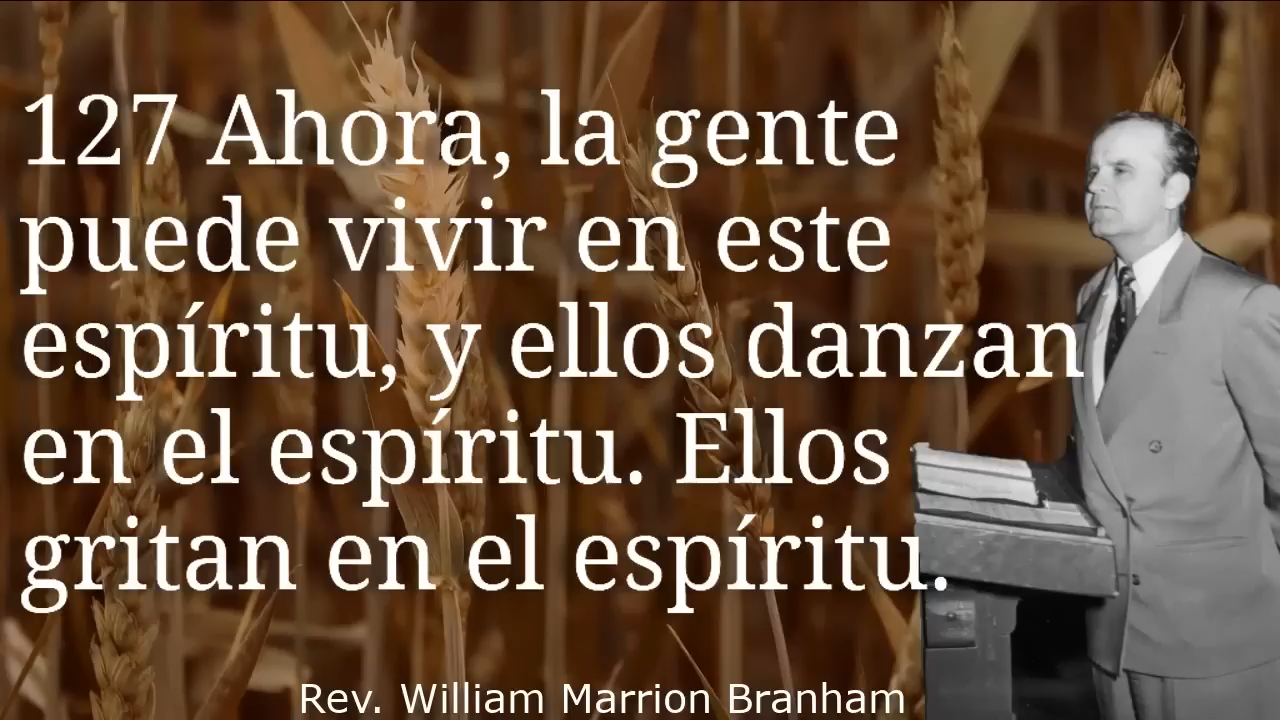 127 Ahora, la gente
puede vivir en este
espíritu, y ellos danzan
en el espíritu. Ellos
gritan en el espíritu.
Rev. William Marrion Branham